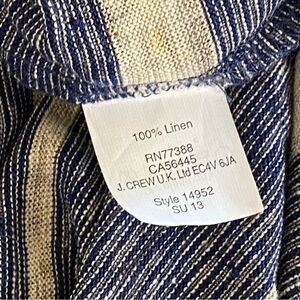 100% Linen
RN77388
CA56445
J. CREW U.K. Ltd EC4V 6JA
Style 14952
SU 13